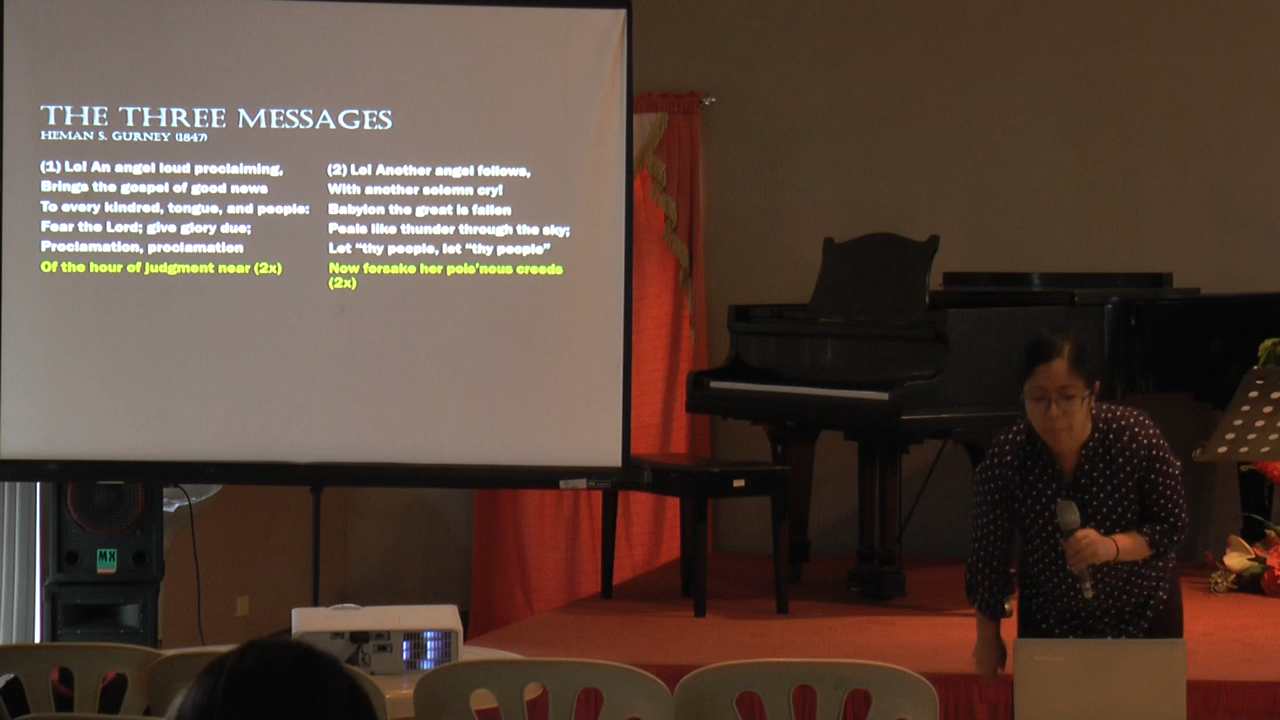 THE THREE MESSAGES
HEMAN S. GURNEY (1847)
(1) Lo! An angel loud proclaiming,
Brings the gospel of good news
To every kindred, tongue, and people:
Fear the Lord; give glory due;
Proclamation, proclamation
Of the hour of judgment near (2x)
(2) Lo! Another angel follows,
With another solemn cry!
Babylon the great is fallen
Peals like thunder through the sky;
Let "thy people, let "thy people"
Now forsake her pois'nous creeds
(2x)
MX